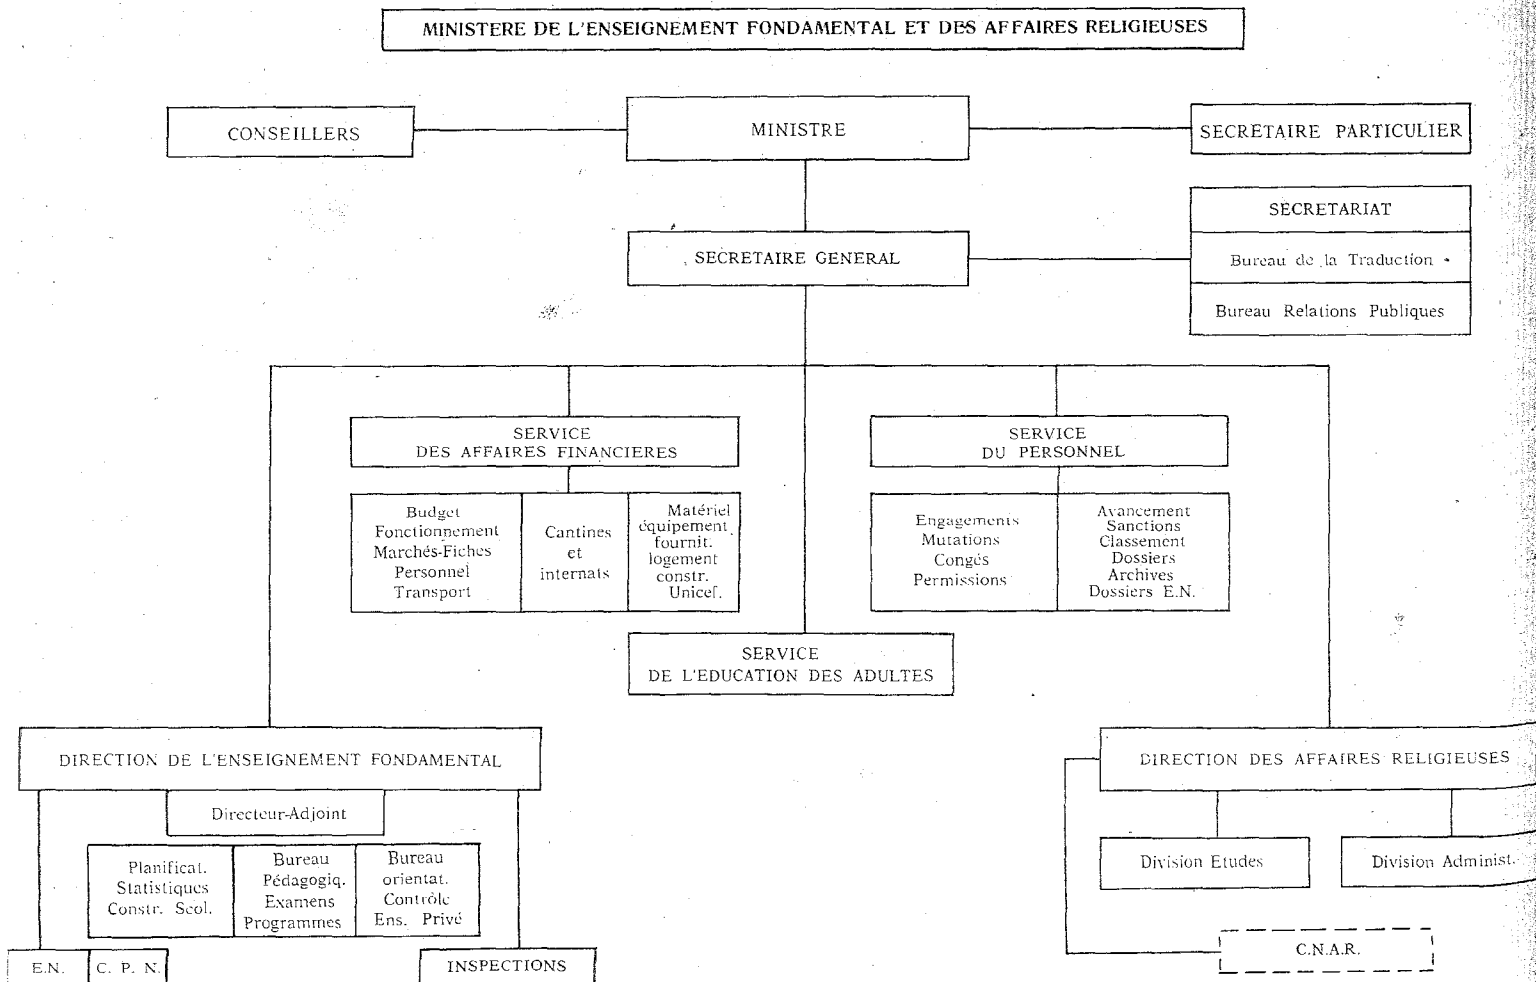 MINISTERE DE L'ENSEIGNEMENT FONDAMENTAL ET DES AFFAIRES RELIGIEUSES
CONSEILLERS
MINISTRE
SECRETAIRE PARTICULIER
SECRETARIAT
Bureau de la Traduction
Bureau Relations Publiques
SECRETAIRE GENERAL
SERVICE
DES AFFAIRES FINANCIERES
Budget
Fonctionnement
Marchés-Fiches
Personnel
Transport
Cantines
et
internats
Matériel
équipement
fournit.
logement
constr.
Unicef.
SERVICE
DU PERSONNEL
Engagements
Mutations
Congés
Permissions
Avancement
Sanctions
Classement
Dossiers
Archives
Dossiers E.N.
SERVICE
DE L'EDUCATION DES ADULTES
DIRECTION DE L'ENSEIGNEMENT FONDAMENTAL
Directeur-Adjoint
Planificat.
Statistiques
Constr. Scol.
Bureau
Pédagogiq.
Examens
Programmes
Bureau
orientat.
Contrôle
Ens. Privé
E.N.
C. P. N.
INSPECTIONS
DIRECTION DES AFFAIRES RELIGIEUSES
Division Etudes
Division Administ.
C.N.A.R.